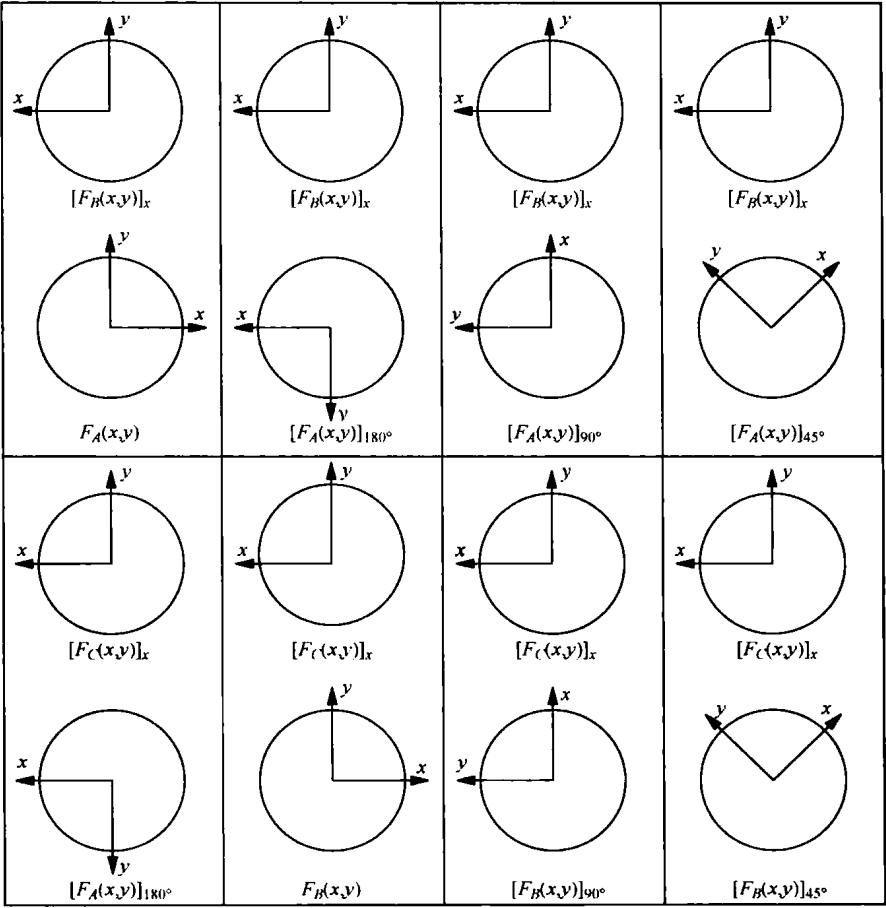 y y y y
x x x x
[F_B(x,y)]_x [F_B(x,y)]_x [F_B(x,y)]_x [F_B(x,y)]_x
y x y x
x x y
y
F_A(x,y) [F_A(x,y)]_180° [F_A(x,y)]_90° [F_A(x,y)]_45°
y y y y
x x x x
[F_C(x,y)]_x [F_C(x,y)]_x [F_C(x,y)]_x [F_C(x,y)]_x
y x y x
x x y
y
[F_A(x,y)]_180° F_B(x,y) [F_B(x,y)]_90° [F_B(x,y)]_45°